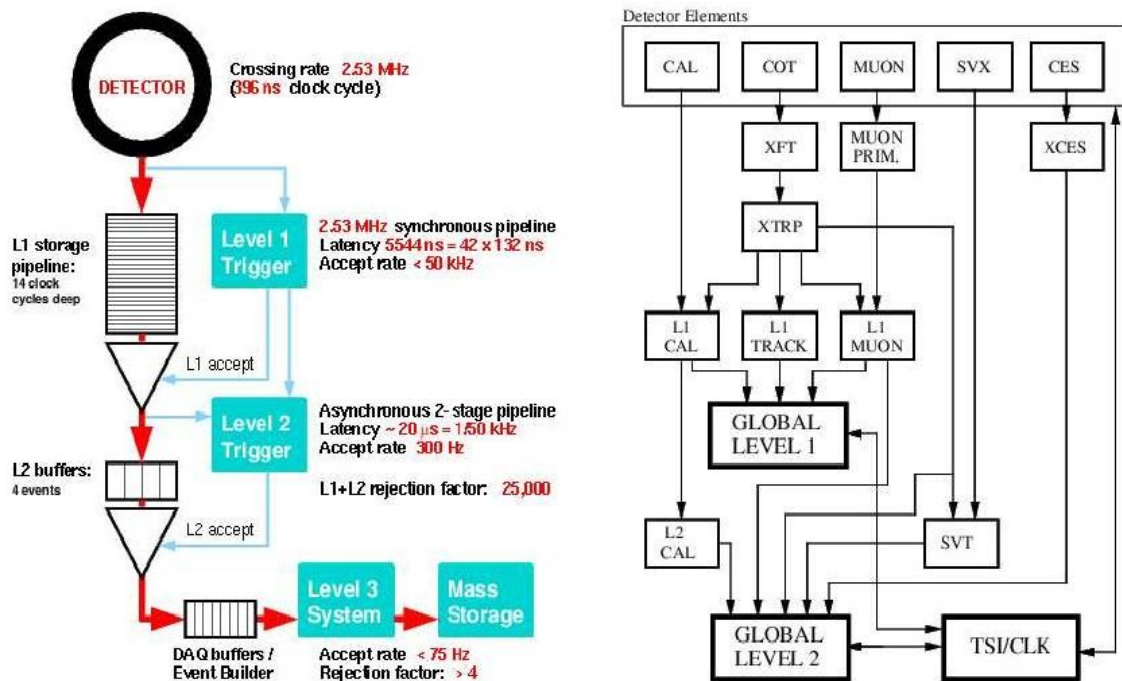 DETECTOR
Crossing rate 2.53 MHz
(396 ns clock cycle)
L1 storage
pipeline:
14 clock
cycles deep
Level 1
Trigger
2.53 MHz synchronous pipeline
Latency 5544 ns = 42 x 132 ns
Accept rate < 50 kHz
L1 accept
Level 2
Trigger
Asynchronous 2-stage pipeline
Latency ~ 20 µs = 1/50 kHz
Accept rate 300 Hz
L1+L2 rejection factor: 25,000
L2 buffers:
4 events
L2 accept
Level 3
System
Mass
Storage
DAQ buffers /
Event Builder
Accept rate < 75 Hz
Rejection factor: > 4
Detector Elements
CAL
COT
MUON
SVX
CES
XFT
MUON
PRIM.
XCES
XTRP
L1
CAL
L1
TRACK
L1
MUON
GLOBAL
LEVEL 1
L2
CAL
SVT
GLOBAL
LEVEL 2
TSI/CLK